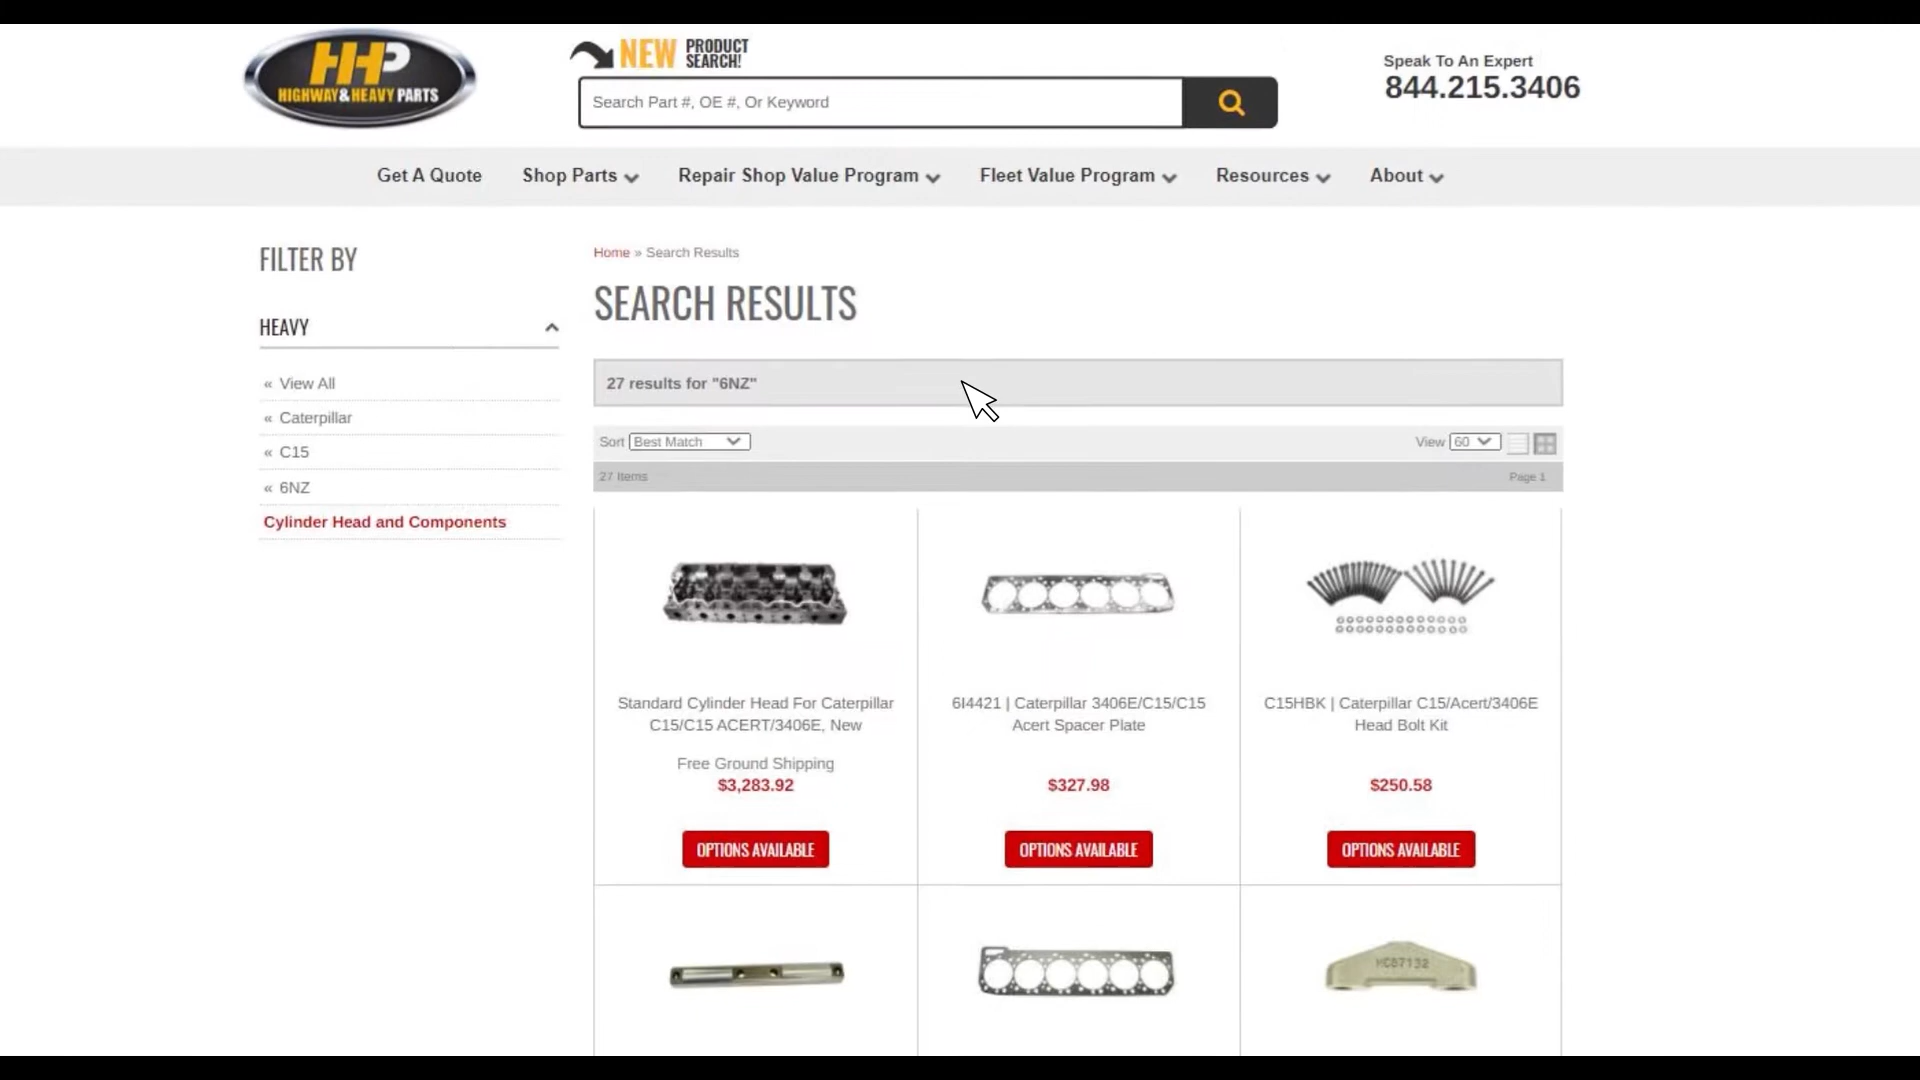 HHP
HIGHWAY & HEAVY PARTS
NEW PRODUCT SEARCH!
Search Part #, OE #, Or Keyword
Speak To An Expert
844.215.3406
Get A Quote
Shop Parts
Repair Shop Value Program
Fleet Value Program
Resources
About
FILTER BY
HEAVY
« View All
« Caterpillar
« C15
« 6NZ
Cylinder Head and Components
Home » Search Results
SEARCH RESULTS
27 results for "6NZ"
Sort Best Match
View 60
27 Items
Page 1
Standard Cylinder Head For Caterpillar
C15/C15 ACERT/3406E, New
Free Ground Shipping
$3,283.92
OPTIONS AVAILABLE
6I4421 | Caterpillar 3406E/C15/C15
Acert Spacer Plate
$327.98
OPTIONS AVAILABLE
C15HBK | Caterpillar C15/Acert/3406E
Head Bolt Kit
$250.58
OPTIONS AVAILABLE